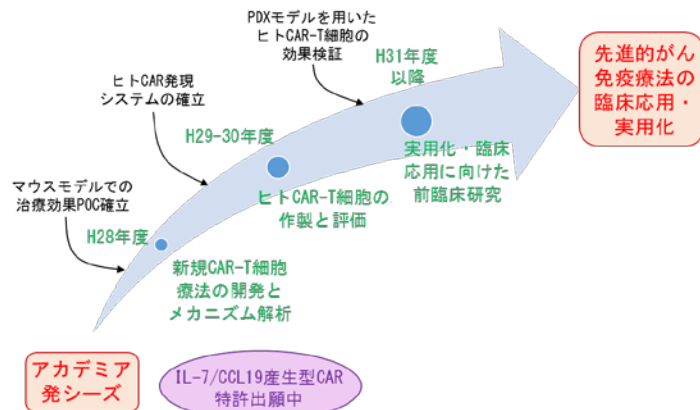 PDXモデルを用いた
ヒトCAR-T細胞の
効果検証
H31年度
以降
先進的がん
免疫療法の
臨床応用・
実用化
ヒトCAR発現
システムの確立
H29-30年度
実用化・臨床
応用に向けた
前臨床研究
マウスモデルでの
治療効果POC確立
ヒトCAR-T細胞の
作製と評価
H28年度
新規CAR-T細胞
療法の開発と
メカニズム解析
アカデミア
発シーズ
IL-7/CCL19産生型CAR
特許出願中